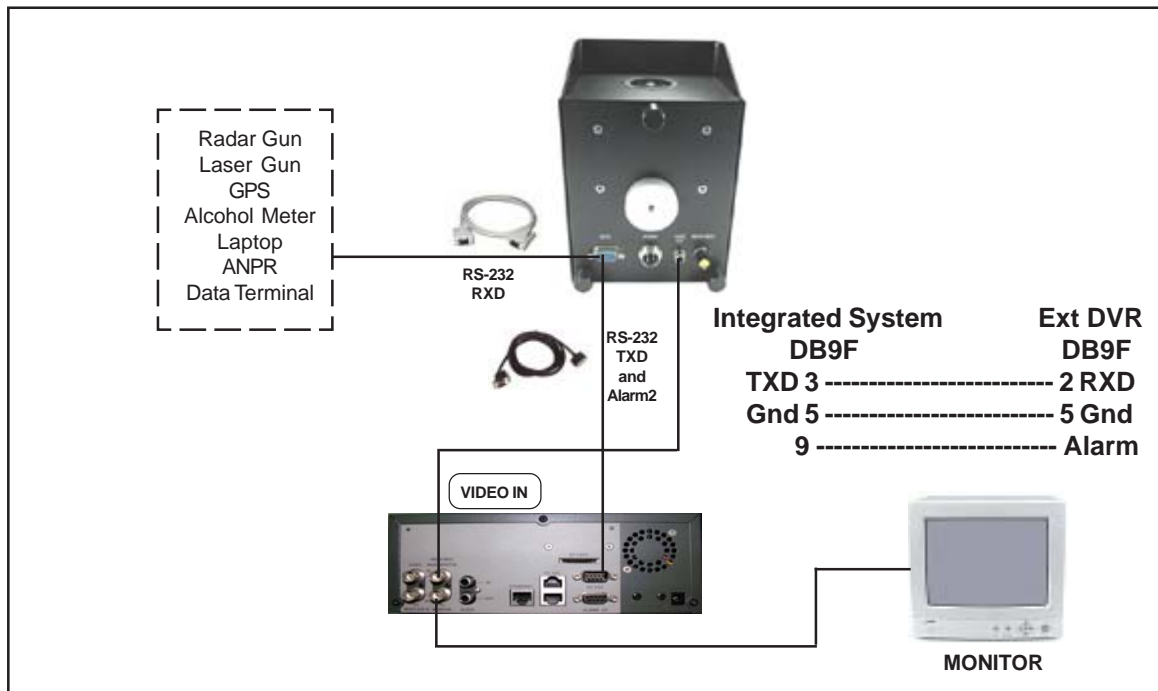 Radar Gun
Laser Gun
GPS
Alcohol Meter
Laptop
ANPR
Data Terminal
RS-232
RXD
RS-232
TXD
and
Alarm2
Integrated System Ext DVR
DB9F DB9F
TXD 3 -------------------------- 2 RXD
Gnd 5 -------------------------- 5 Gnd
9 --------------------------- Alarm
VIDEO IN
MONITOR